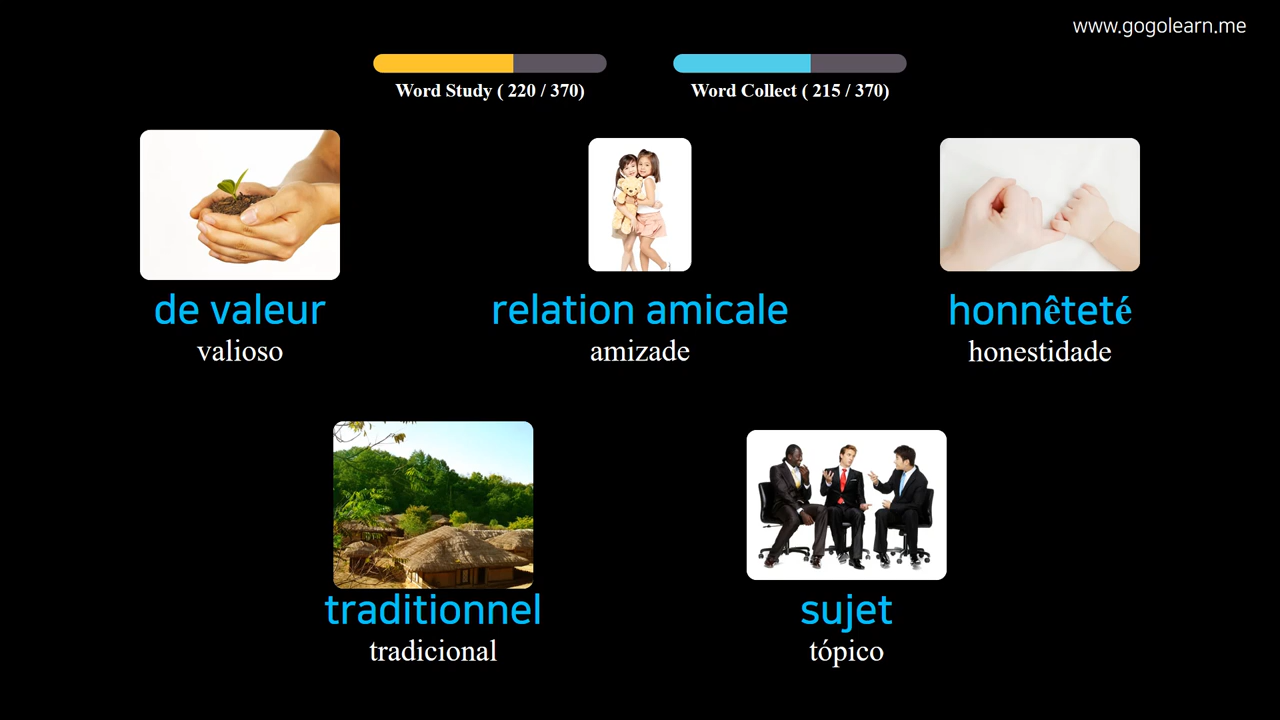 www.gogolearn.me
Word Study ( 220 / 370)
Word Collect ( 215 / 370)
de valeur
valioso
relation amicale
amizade
honnêteté
honestidade
traditionnel
tradicional
sujet
tópico